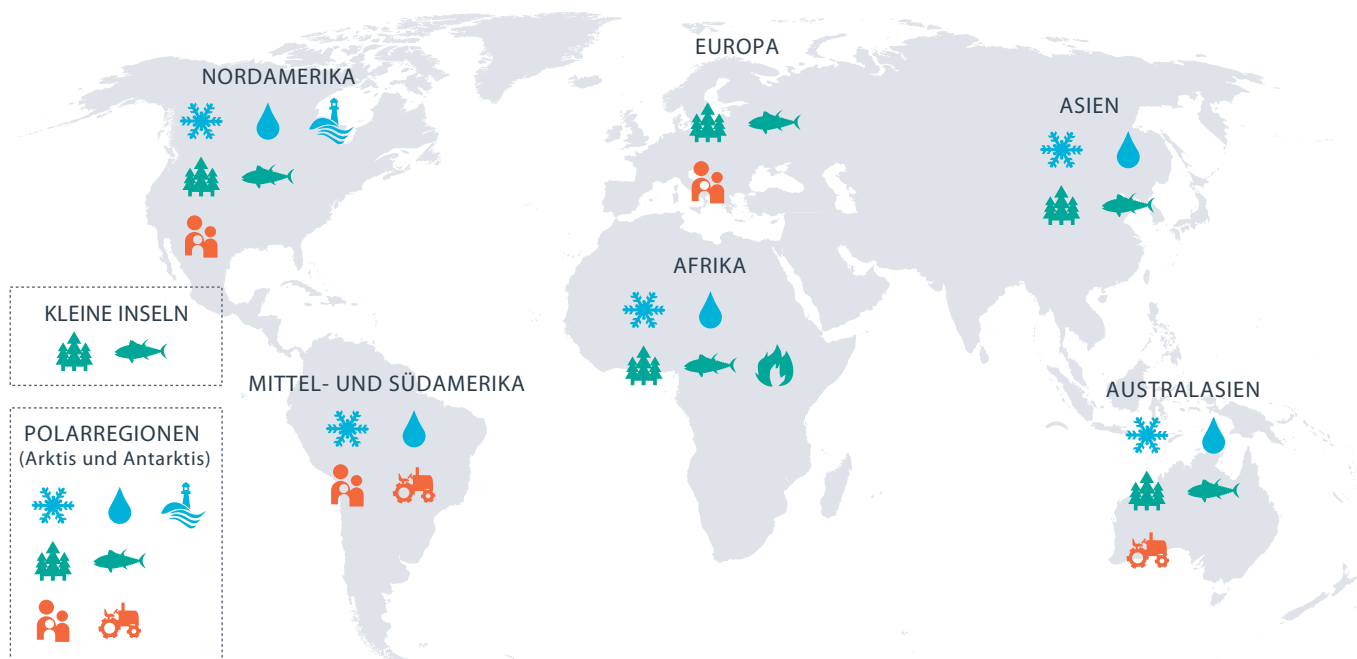 EUROPA
NORDAMERIKA
ASIEN
AFRIKA
KLEINE INSELN
MITTEL- UND SÜDAMERIKA
AUSTRALASIEN
POLARREGIONEN
(Arktis und Antarktis)